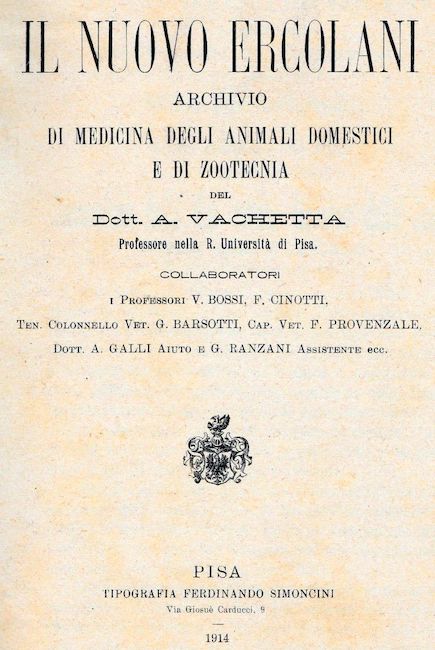 IL NUOVO ERCOLANI
ARCHIVIO
DI MEDICINA DEGLI ANIMALI DOMESTICI
E DI ZOOTECNIA
DEL
Dott. A. VACHETTA
Professore nella R. Università di Pisa.
COLLABORATORI
I PROFESSORI V. BOSSI, F. CINOTTI,
TEN. COLONNELLO VET. G. BARSOTTI, CAP. VET. F. PROVENZALE,
DOTT. A. GALLI AIUTO E G. RANZANI ASSISTENTE ecc.
PISA
TIPOGRAFIA FERDINANDO SIMONCINI
Via Giosuè Carducci, 9
1914